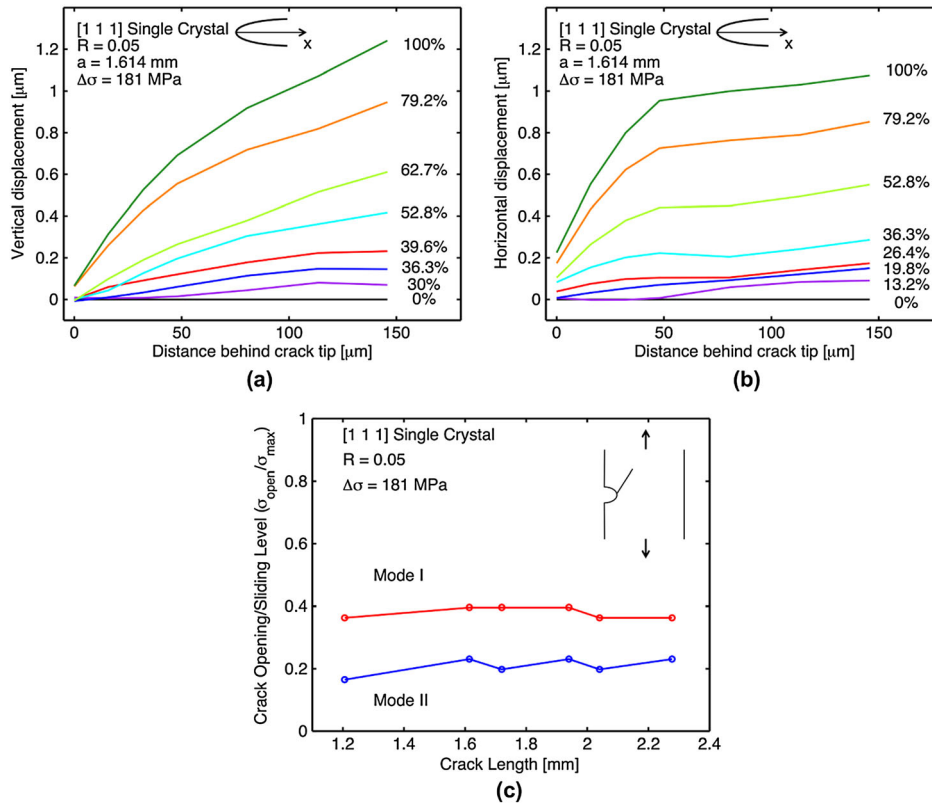 [1 1 1] Single Crystal
R = 0.05
a = 1.614 mm
Δσ = 181 MPa
x
100%
79.2%
62.7%
52.8%
39.6%
36.3%
30%
0%
Vertical displacement [μm]
1.2
1
0.8
0.6
0.4
0.2
0
0
50
100
150
Distance behind crack tip [μm]
(a)
[1 1 1] Single Crystal
R = 0.05
a = 1.614 mm
Δσ = 181 MPa
x
100%
79.2%
52.8%
36.3%
26.4%
19.8%
13.2%
0%
Horizontal displacement [μm]
1.2
1
0.8
0.6
0.4
0.2
0
0
50
100
150
Distance behind crack tip [μm]
(b)
[1 1 1] Single Crystal
R = 0.05
Δσ = 181 MPa
Mode I
Mode II
Crack Opening/Sliding Level (σopen/σmax)
1
0.8
0.6
0.4
0.2
0
1.2
1.4
1.6
1.8
2
2.2
2.4
Crack Length [mm]
(c)